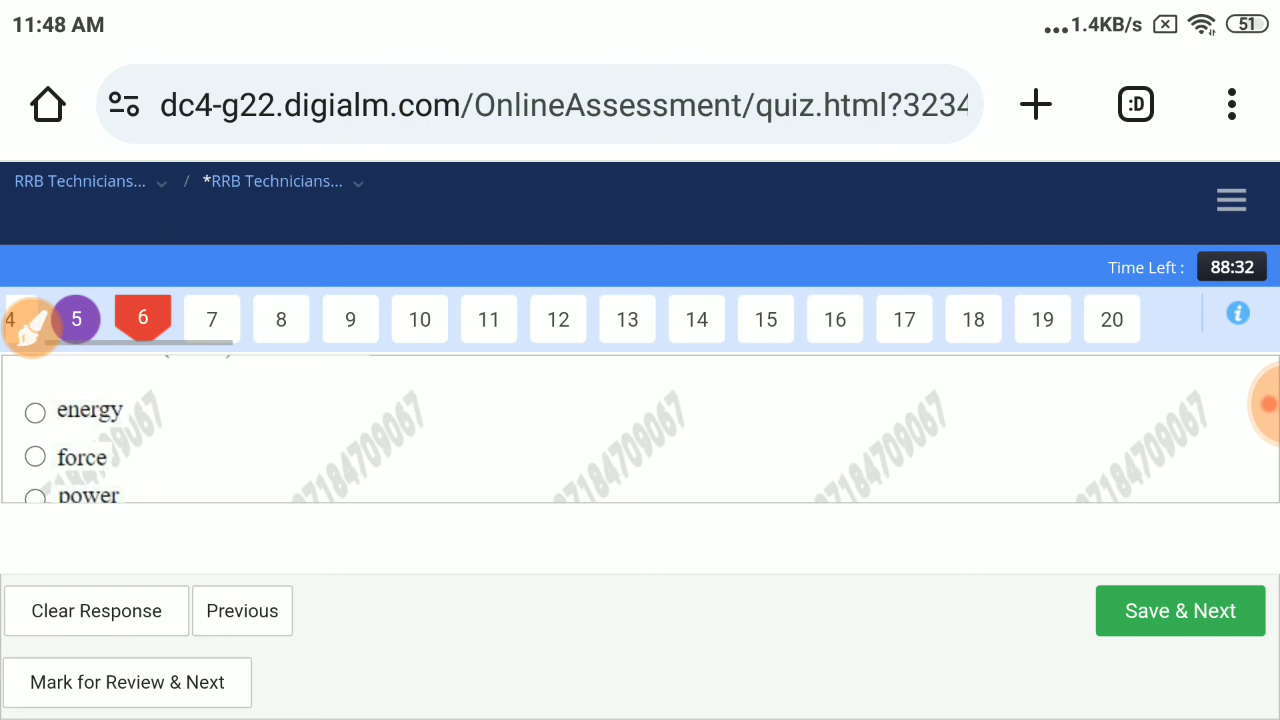 11:48 AM
...1.4KB/s
51
dc4-g22.digialm.com/OnlineAssessment/quiz.html?3234
:D
RRB Technicians... / *RRB Technicians...
Time Left : 88:32
4 5 6 7 8 9 10 11 12 13 14 15 16 17 18 19 20
energy
force
power
Clear Response Previous Save & Next
Mark for Review & Next